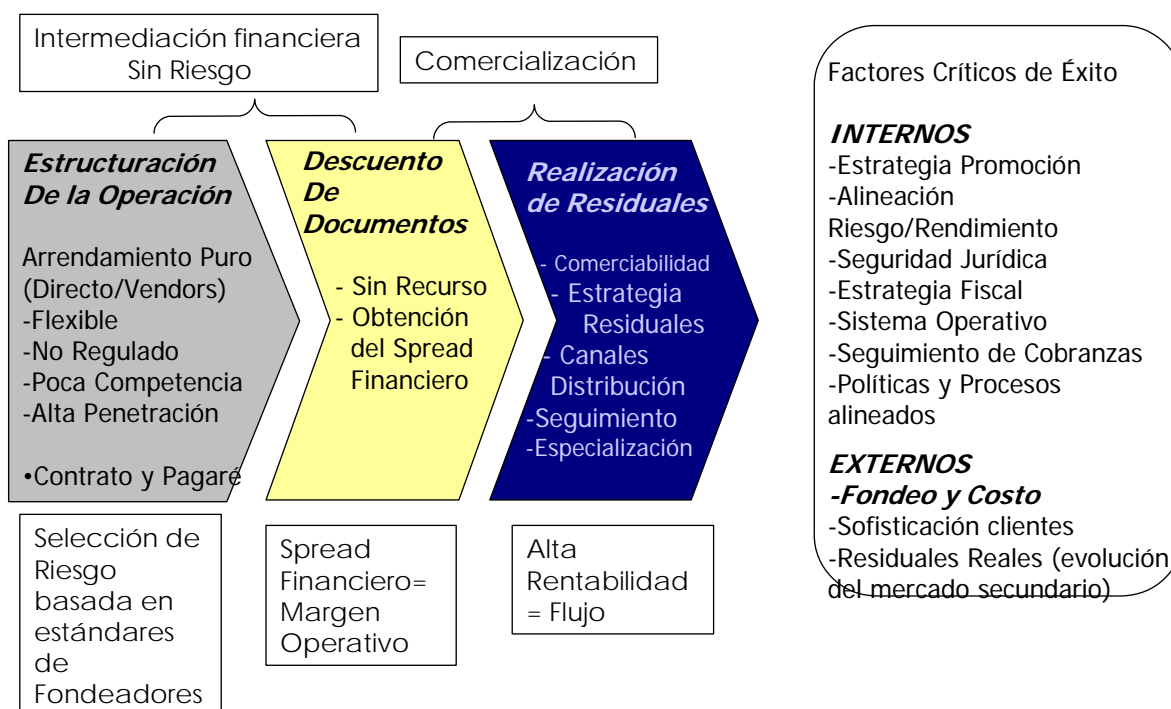 Intermediación financiera
Sin Riesgo
Comercialización
Estructuración
De la Operación
Arrendamiento Puro
(Directo/Vendors)
-Flexible
-No Regulado
-Poca Competencia
-Alta Penetración
•Contrato y Pagaré
Descuento
De
Documentos
- Sin Recurso
- Obtención
del Spread
Financiero
Realización
de Residuales
- Comerciabilidad
- Estrategia
Residuales
- Canales
Distribución
-Seguimiento
-Especialización
Selección de
Riesgo
basada en
estándares
de
Fondeadores
Spread
Financiero=
Margen
Operativo
Alta
Rentabilidad
= Flujo
Factores Críticos de Éxito
INTERNOS
-Estrategia Promoción
-Alineación
Riesgo/Rendimiento
-Seguridad Jurídica
-Estrategia Fiscal
-Sistema Operativo
-Seguimiento de Cobranzas
-Políticas y Procesos
alineados
EXTERNOS
-Fondeo y Costo
-Sofisticación clientes
-Residuales Reales (evolución
del mercado secundario)